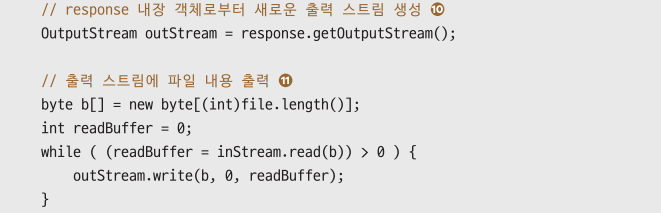 // response 내장 객체로부터 새로운 출력 스트림 생성 ❿
OutputStream outStream = response.getOutputStream();
// 출력 스트림에 파일 내용 출력 ⓫
byte b[] = new byte[(int)file.length()];
int readBuffer = 0;
while ( (readBuffer = inStream.read(b)) > 0 ) {
outStream.write(b, 0, readBuffer);
}